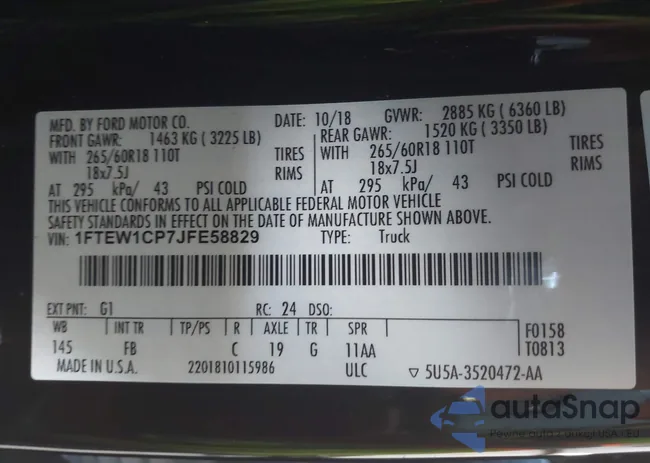 MFD. BY FORD MOTOR CO. DATE: 10/18 GVWR: 2885 KG ( 6360 LB)
FRONT GAWR: 1463 KG ( 3225 LB) REAR GAWR: 1520 KG ( 3350 LB)
WITH 265/60R18 110T TIRES WITH 265/60R18 110T TIRES
18x7.5J RIMS 18x7.5J RIMS
AT 295 kPa/ 43 PSI COLD AT 295 kPa/ 43 PSI COLD
THIS VEHICLE CONFORMS TO ALL APPLICABLE FEDERAL MOTOR VEHICLE
SAFETY STANDARDS IN EFFECT ON THE DATE OF MANUFACTURE SHOWN ABOVE.
VIN: 1FTEW1CP7JFE58829 TYPE: Truck
EXT PNT: G1 RC: 24 DSO:
WB INT TR TP/PS R AXLE TR SPR F0158
145 FB C 19 G 11AA T0813
MADE IN U.S.A. 2201810115986 ULC ▽ 5U5A-3520472-AA
autaSnap